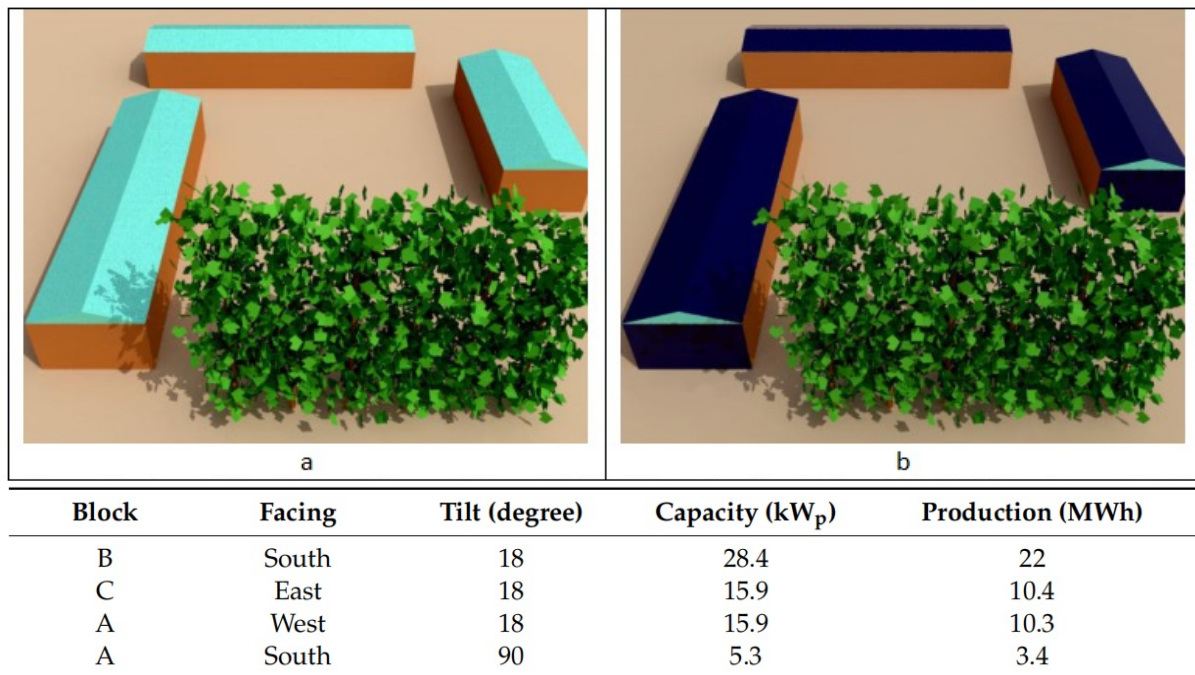 a b
Block Facing Tilt (degree) Capacity (kWp) Production (MWh)
B South 18 28.4 22
C East 18 15.9 10.4
A West 18 15.9 10.3
A South 90 5.3 3.4